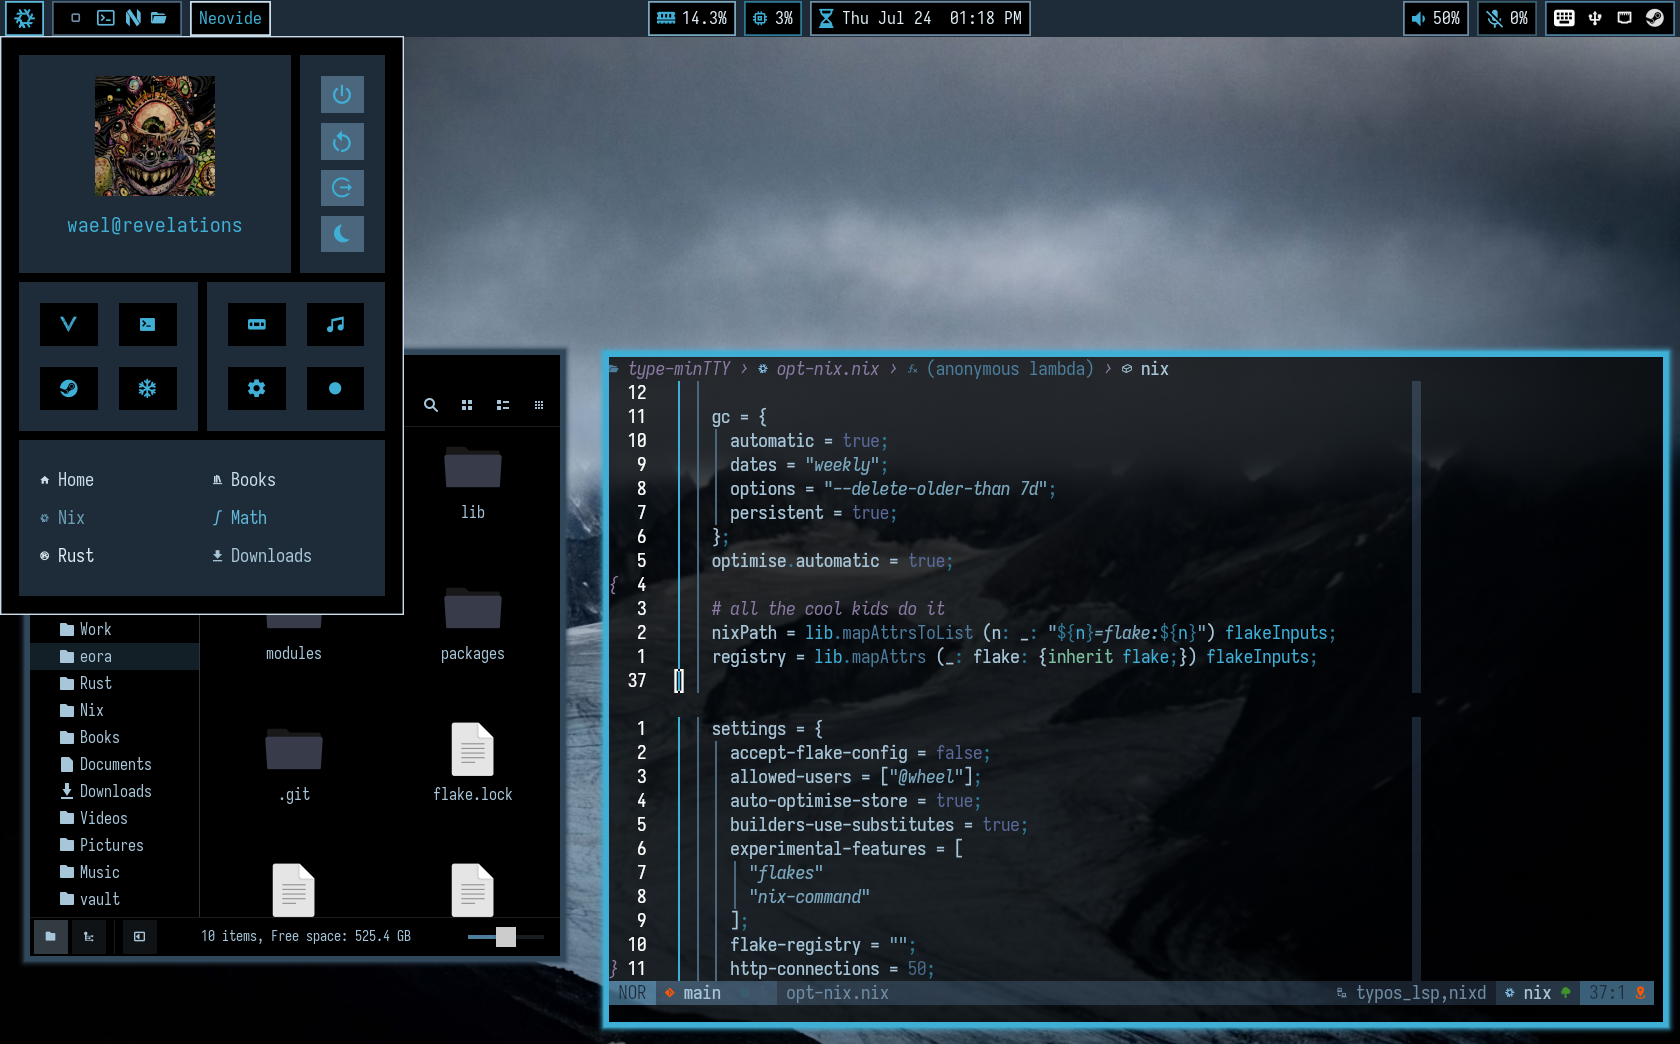 Neovide
14.3%
3%
Thu Jul 24 01:18 PM
50%
0%
wael@revelations
Home
Books
Nix
Math
Rust
Downloads
Work
eora
Rust
Nix
Books
Documents
Downloads
Videos
Pictures
Music
vault
lib
modules
packages
.git
flake.lock
10 items, Free space: 525.4 GB
type-minTTY › opt-nix.nix › (anonymous lambda) › nix
12
11 gc = {
10 automatic = true;
9 dates = "weekly";
8 options = "--delete-older-than 7d";
7 persistent = true;
6 };
5 optimise.automatic = true;
{ 4
3 # all the cool kids do it
2 nixPath = lib.mapAttrsToList (n: _: "${n}=flake:${n}") flakeInputs;
1 registry = lib.mapAttrs (_: flake: {inherit flake;}) flakeInputs;
37
1 settings = {
2 accept-flake-config = false;
3 allowed-users = ["@wheel"];
4 auto-optimise-store = true;
5 builders-use-substitutes = true;
6 experimental-features = [
7 "flakes"
8 "nix-command"
9 ];
10 flake-registry = "";
} 11 http-connections = 50;
NOR main opt-nix.nix typos_lsp,nixd nix 37:1